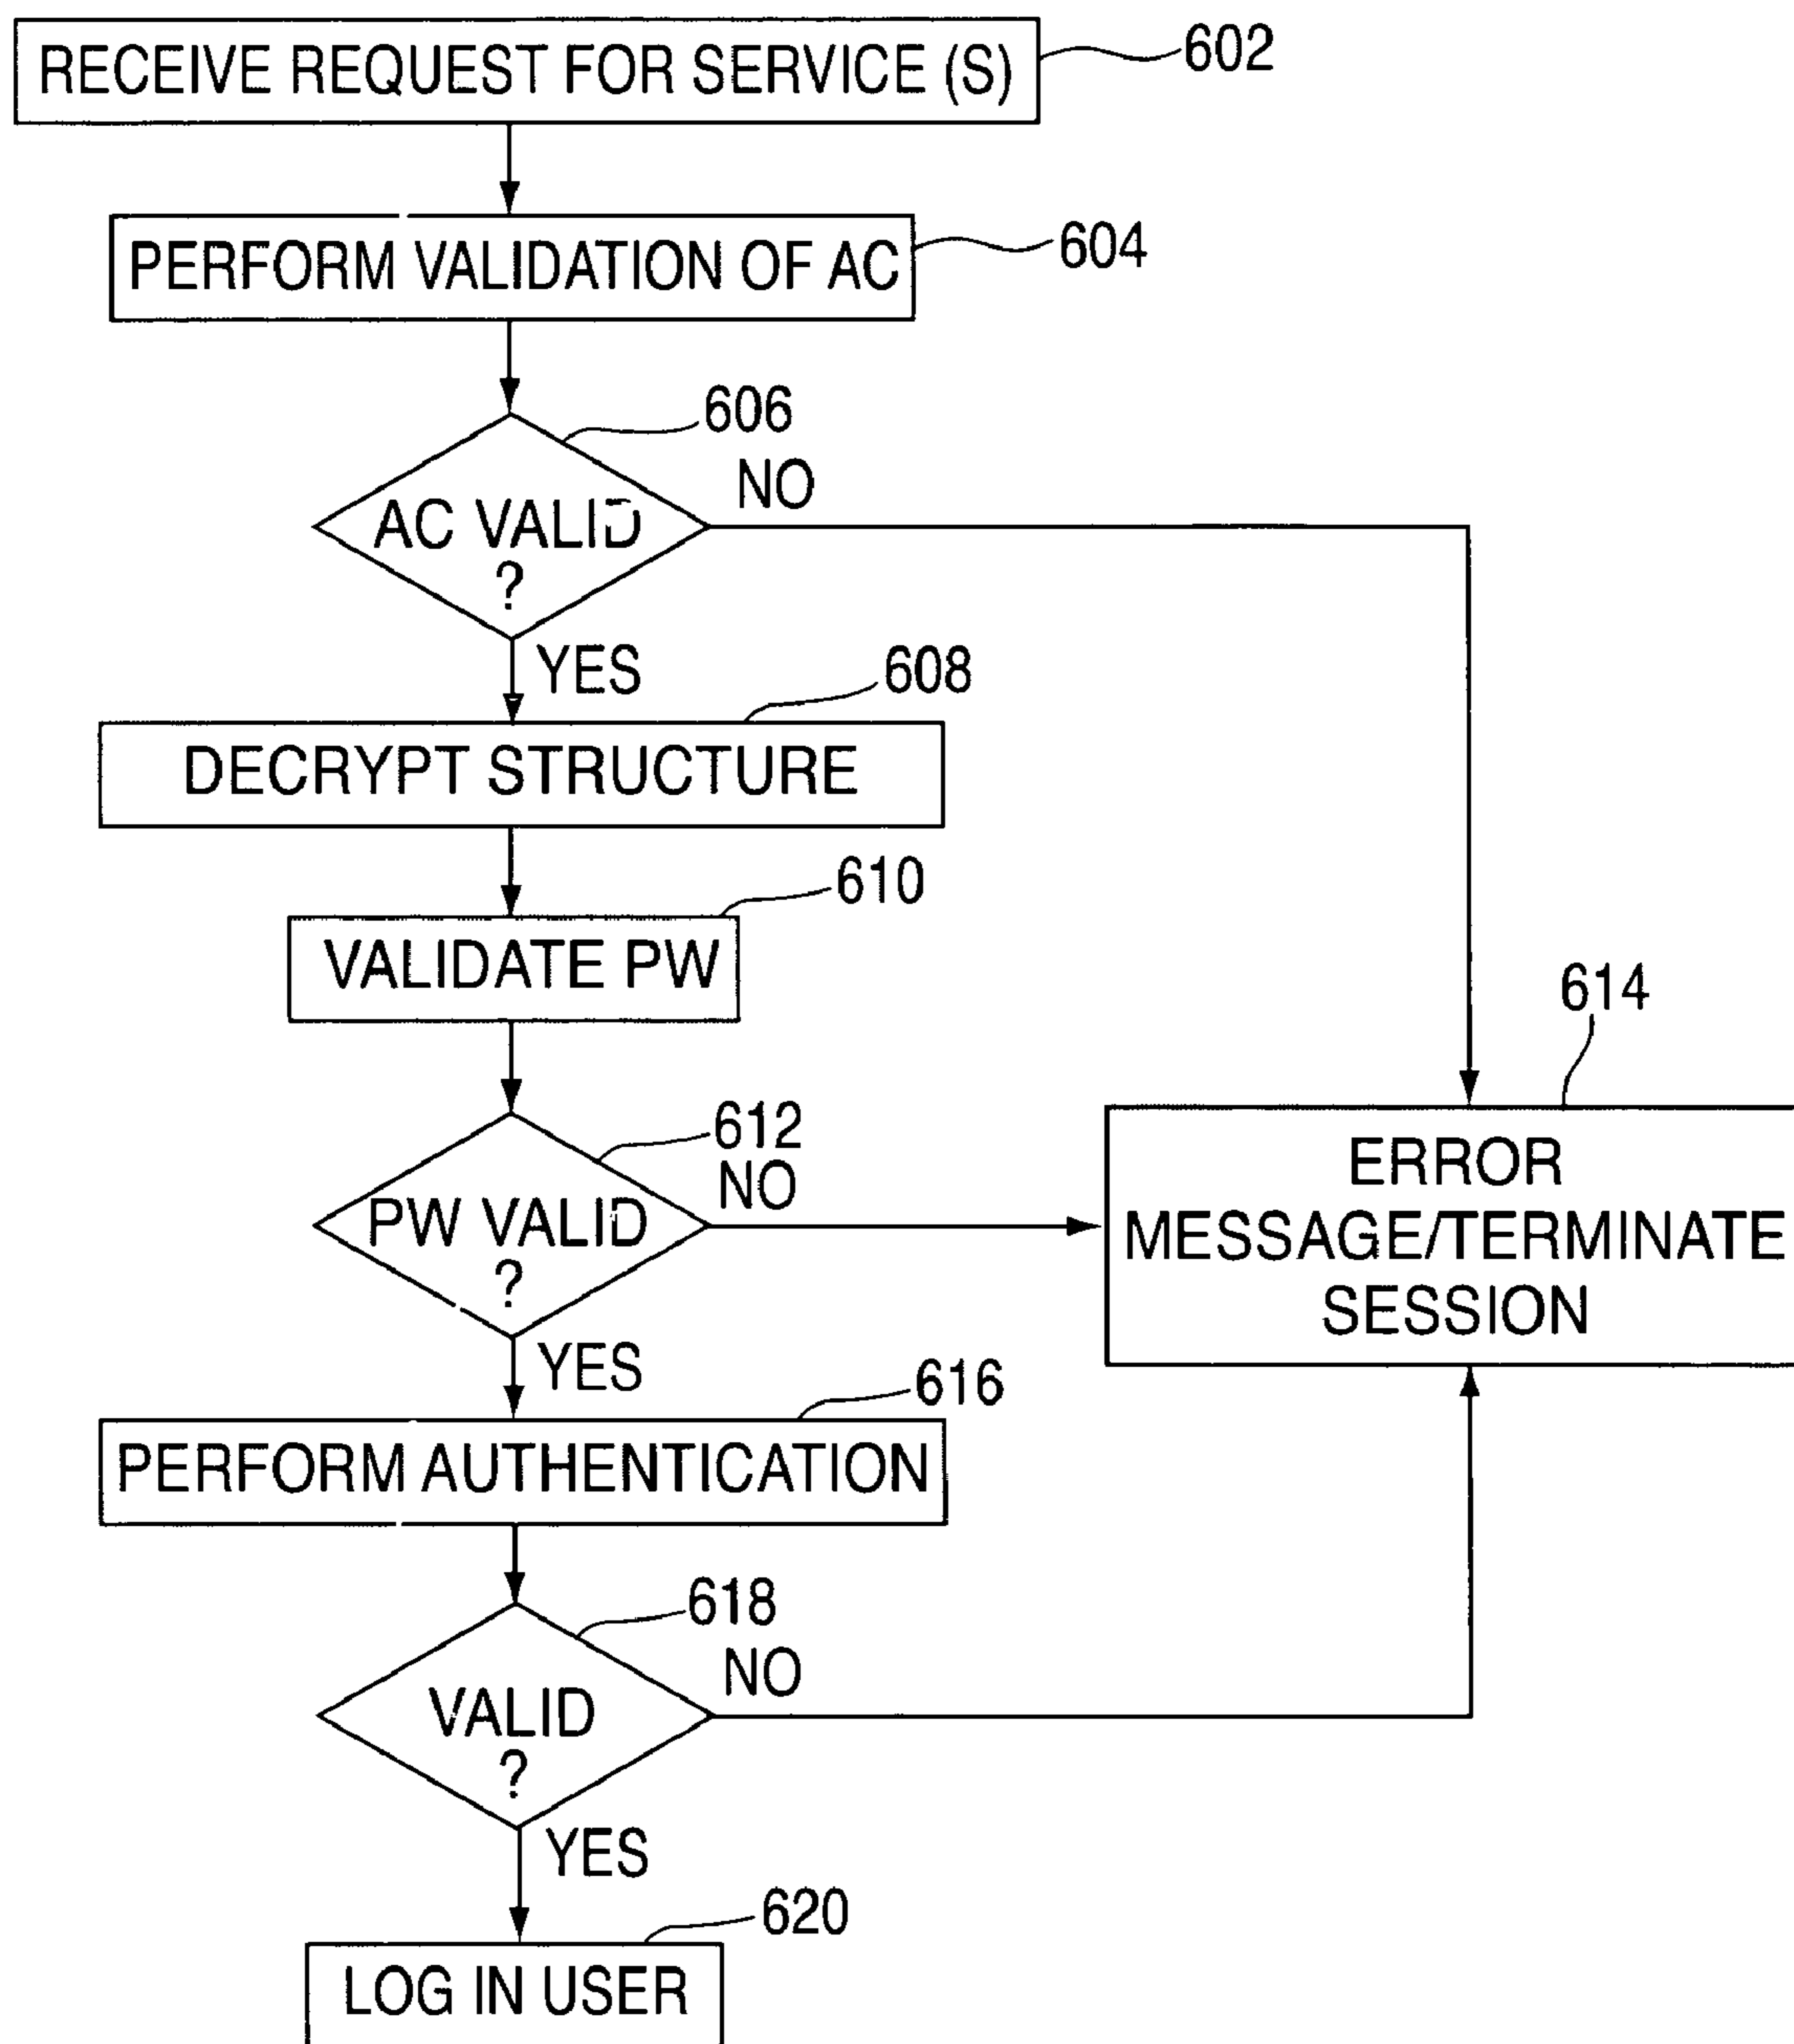 RECEIVE REQUEST FOR SERVICE (S)
602
PERFORM VALIDATION OF AC
604
606
AC VALID
?
NO
YES
608
DECRYPT STRUCTURE
610
VALIDATE PW
612
PW VALID
?
NO
614
ERROR
MESSAGE/TERMINATE
SESSION
YES
616
PERFORM AUTHENTICATION
618
VALID
?
NO
YES
620
LOG IN USER